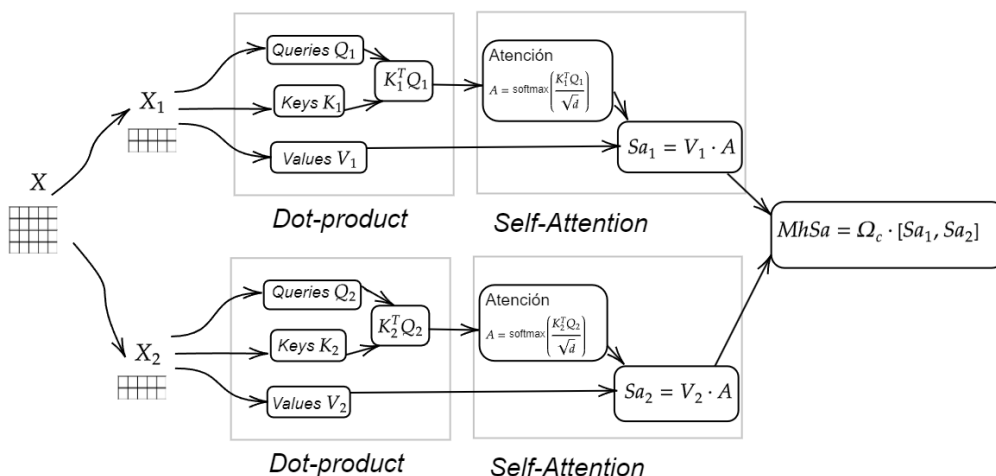 X
X₁
Queries Q₁
Keys K₁
Values V₁
K₁ᵀQ₁
Dot-product
Atención
A = softmax(K₁ᵀQ₁/√d)
Sa₁ = V₁ · A
Self-Attention
X₂
Queries Q₂
Keys K₂
Values V₂
K₂ᵀQ₂
Dot-product
Atención
A = softmax(K₂ᵀQ₂/√d)
Sa₂ = V₂ · A
Self-Attention
MhSa = Ω_c · [Sa₁, Sa₂]